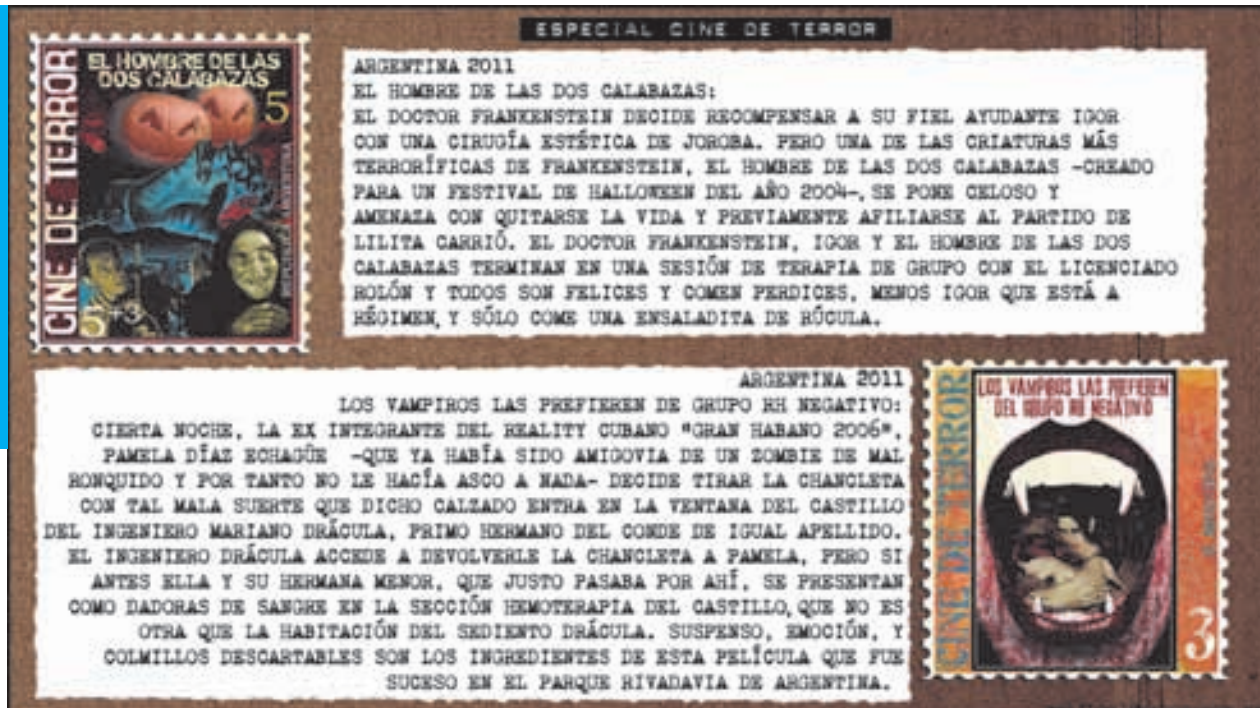 ESPECIAL CINE DE TERROR
CINE DE TERROR
EL HOMBRE DE LAS
DOS CALABAZAS
5
5
ARGENTINA 2011
EL HOMBRE DE LAS DOS CALABAZAS:
EL DOCTOR FRANKENSTEIN DECIDE RECOMPENSAR A SU FIEL AYUDANTE IGOR
CON UNA CIRUGÍA ESTÉTICA DE JOROBA. PERO UNA DE LAS CRIATURAS MÁS
TERRORÍFICAS DE FRANKENSTEIN, EL HOMBRE DE LAS DOS CALABAZAS -CREADO
PARA UN FESTIVAL DE HALLOWEEN DEL AÑO 2004-, SE PONE CELOSO Y
AMENAZA CON QUITARSE LA VIDA Y PREVIAMENTE AFILIARSE AL PARTIDO DE
LILITA CARRIÓ. EL DOCTOR FRANKENSTEIN, IGOR Y EL HOMBRE DE LAS DOS
CALABAZAS TERMINAN EN UNA SESIÓN DE TERAPIA DE GRUPO CON EL LICENCIADO
ROLÓN Y TODOS SON FELICES Y COMEN PERDICES, MENOS IGOR QUE ESTÁ A
RÉGIMEN, Y SÓLO COME UNA ENSALADITA DE RÚCULA.
ARGENTINA 2011
LOS VAMPIROS LAS PREFIEREN DE GRUPO RH NEGATIVO:
CIERTA NOCHE, LA EX INTEGRANTE DEL REALITY CUBANO "GRAN HABANO 2006",
PAMELA DÍAZ ECHAGÜE -QUE YA HABÍA SIDO AMIGOVIA DE UN ZOMBIE DE MAL
RONQUIDO Y POR TANTO NO LE HACÍA ASCO A NADA- DECIDE TIRAR LA CHANCLETA
CON TAL MALA SUERTE QUE DICHO CALZADO ENTRA EN LA VENTANA DEL CASTILLO
DEL INGENIERO MARIANO DRÁCULA, PRIMO HERMANO DEL CONDE DE IGUAL APELLIDO.
EL INGENIERO DRÁCULA ACCEDE A DEVOLVERLE LA CHANCLETA A PAMELA, PERO SI
ANTES ELLA Y SU HERMANA MENOR, QUE JUSTO PASABA POR AHÍ, SE PRESENTAN
COMO DADORAS DE SANGRE EN LA SECCIÓN HEMOTERAPIA DEL CASTILLO, QUE NO ES
OTRA QUE LA HABITACIÓN DEL SEDIENTO DRÁCULA. SUSPENSO, EMOCIÓN, Y
COLMILLOS DESCARTABLES SON LOS INGREDIENTES DE ESTA PELÍCULA QUE FUE
SUCESO EN EL PARQUE RIVADAVIA DE ARGENTINA.
CINE DE TERROR
LOS VAMPIROS LAS PREFIEREN
DEL GRUPO RH NEGATIVO
3